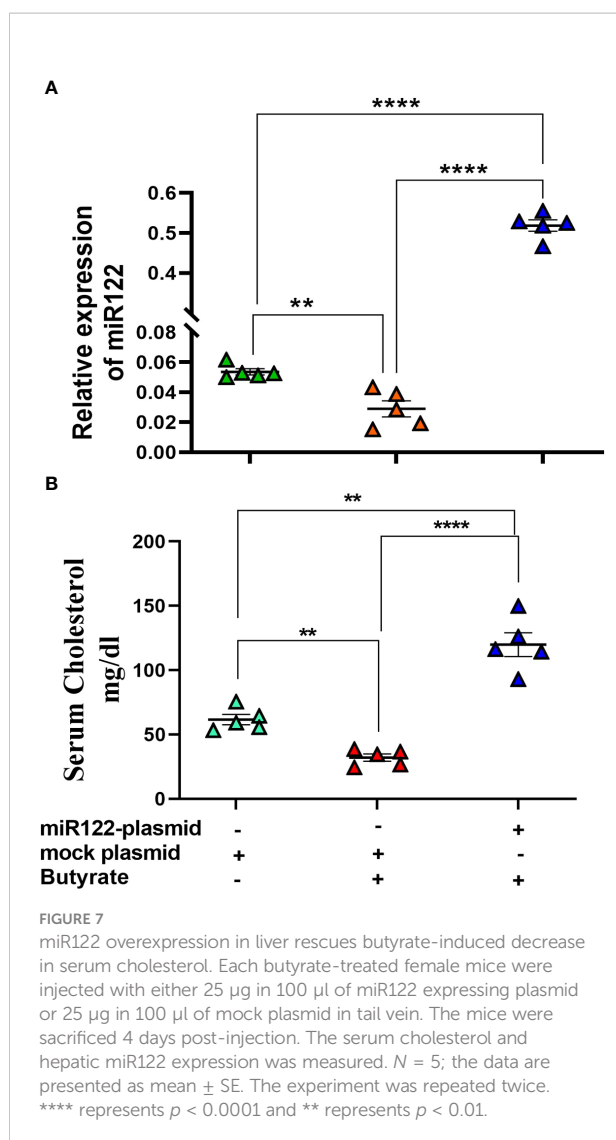 A
****
****
**
0.6
0.5
0.4
0.08
0.06
0.04
0.02
0.00
Relative expression
of miR122
B
**
****
**
200
150
100
50
0
Serum Cholesterol
mg/dl
miR122-plasmid - - +
mock plasmid + + -
Butyrate - + +
FIGURE 7
miR122 overexpression in liver rescues butyrate-induced decrease
in serum cholesterol. Each butyrate-treated female mice were
injected with either 25 µg in 100 µl of miR122 expressing plasmid
or 25 µg in 100 µl of mock plasmid in tail vein. The mice were
sacrificed 4 days post-injection. The serum cholesterol and
hepatic miR122 expression was measured. N = 5; the data are
presented as mean ± SE. The experiment was repeated twice.
**** represents p < 0.0001 and ** represents p < 0.01.